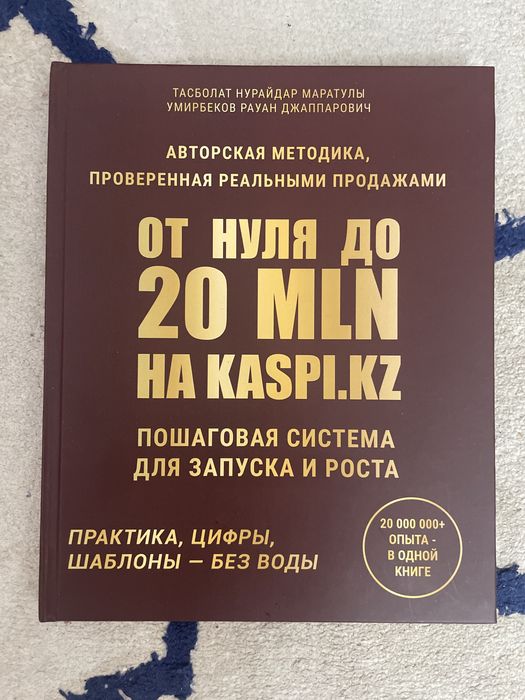 ТАСБОЛАТ НУРАЙДАР МАРАТУЛЫ
УМИРБЕКОВ РАУАН ДЖАППАРОВИЧ
АВТОРСКАЯ МЕТОДИКА,
ПРОВЕРЕННАЯ РЕАЛЬНЫМИ ПРОДАЖАМИ
ОТ НУЛЯ ДО
20 MLN
НА KASPI.KZ
ПОШАГОВАЯ СИСТЕМА
ДЛЯ ЗАПУСКА И РОСТА
ПРАКТИКА, ЦИФРЫ,
ШАБЛОНЫ — БЕЗ ВОДЫ
20 000 000+
ОПЫТА -
В ОДНОЙ
КНИГЕ